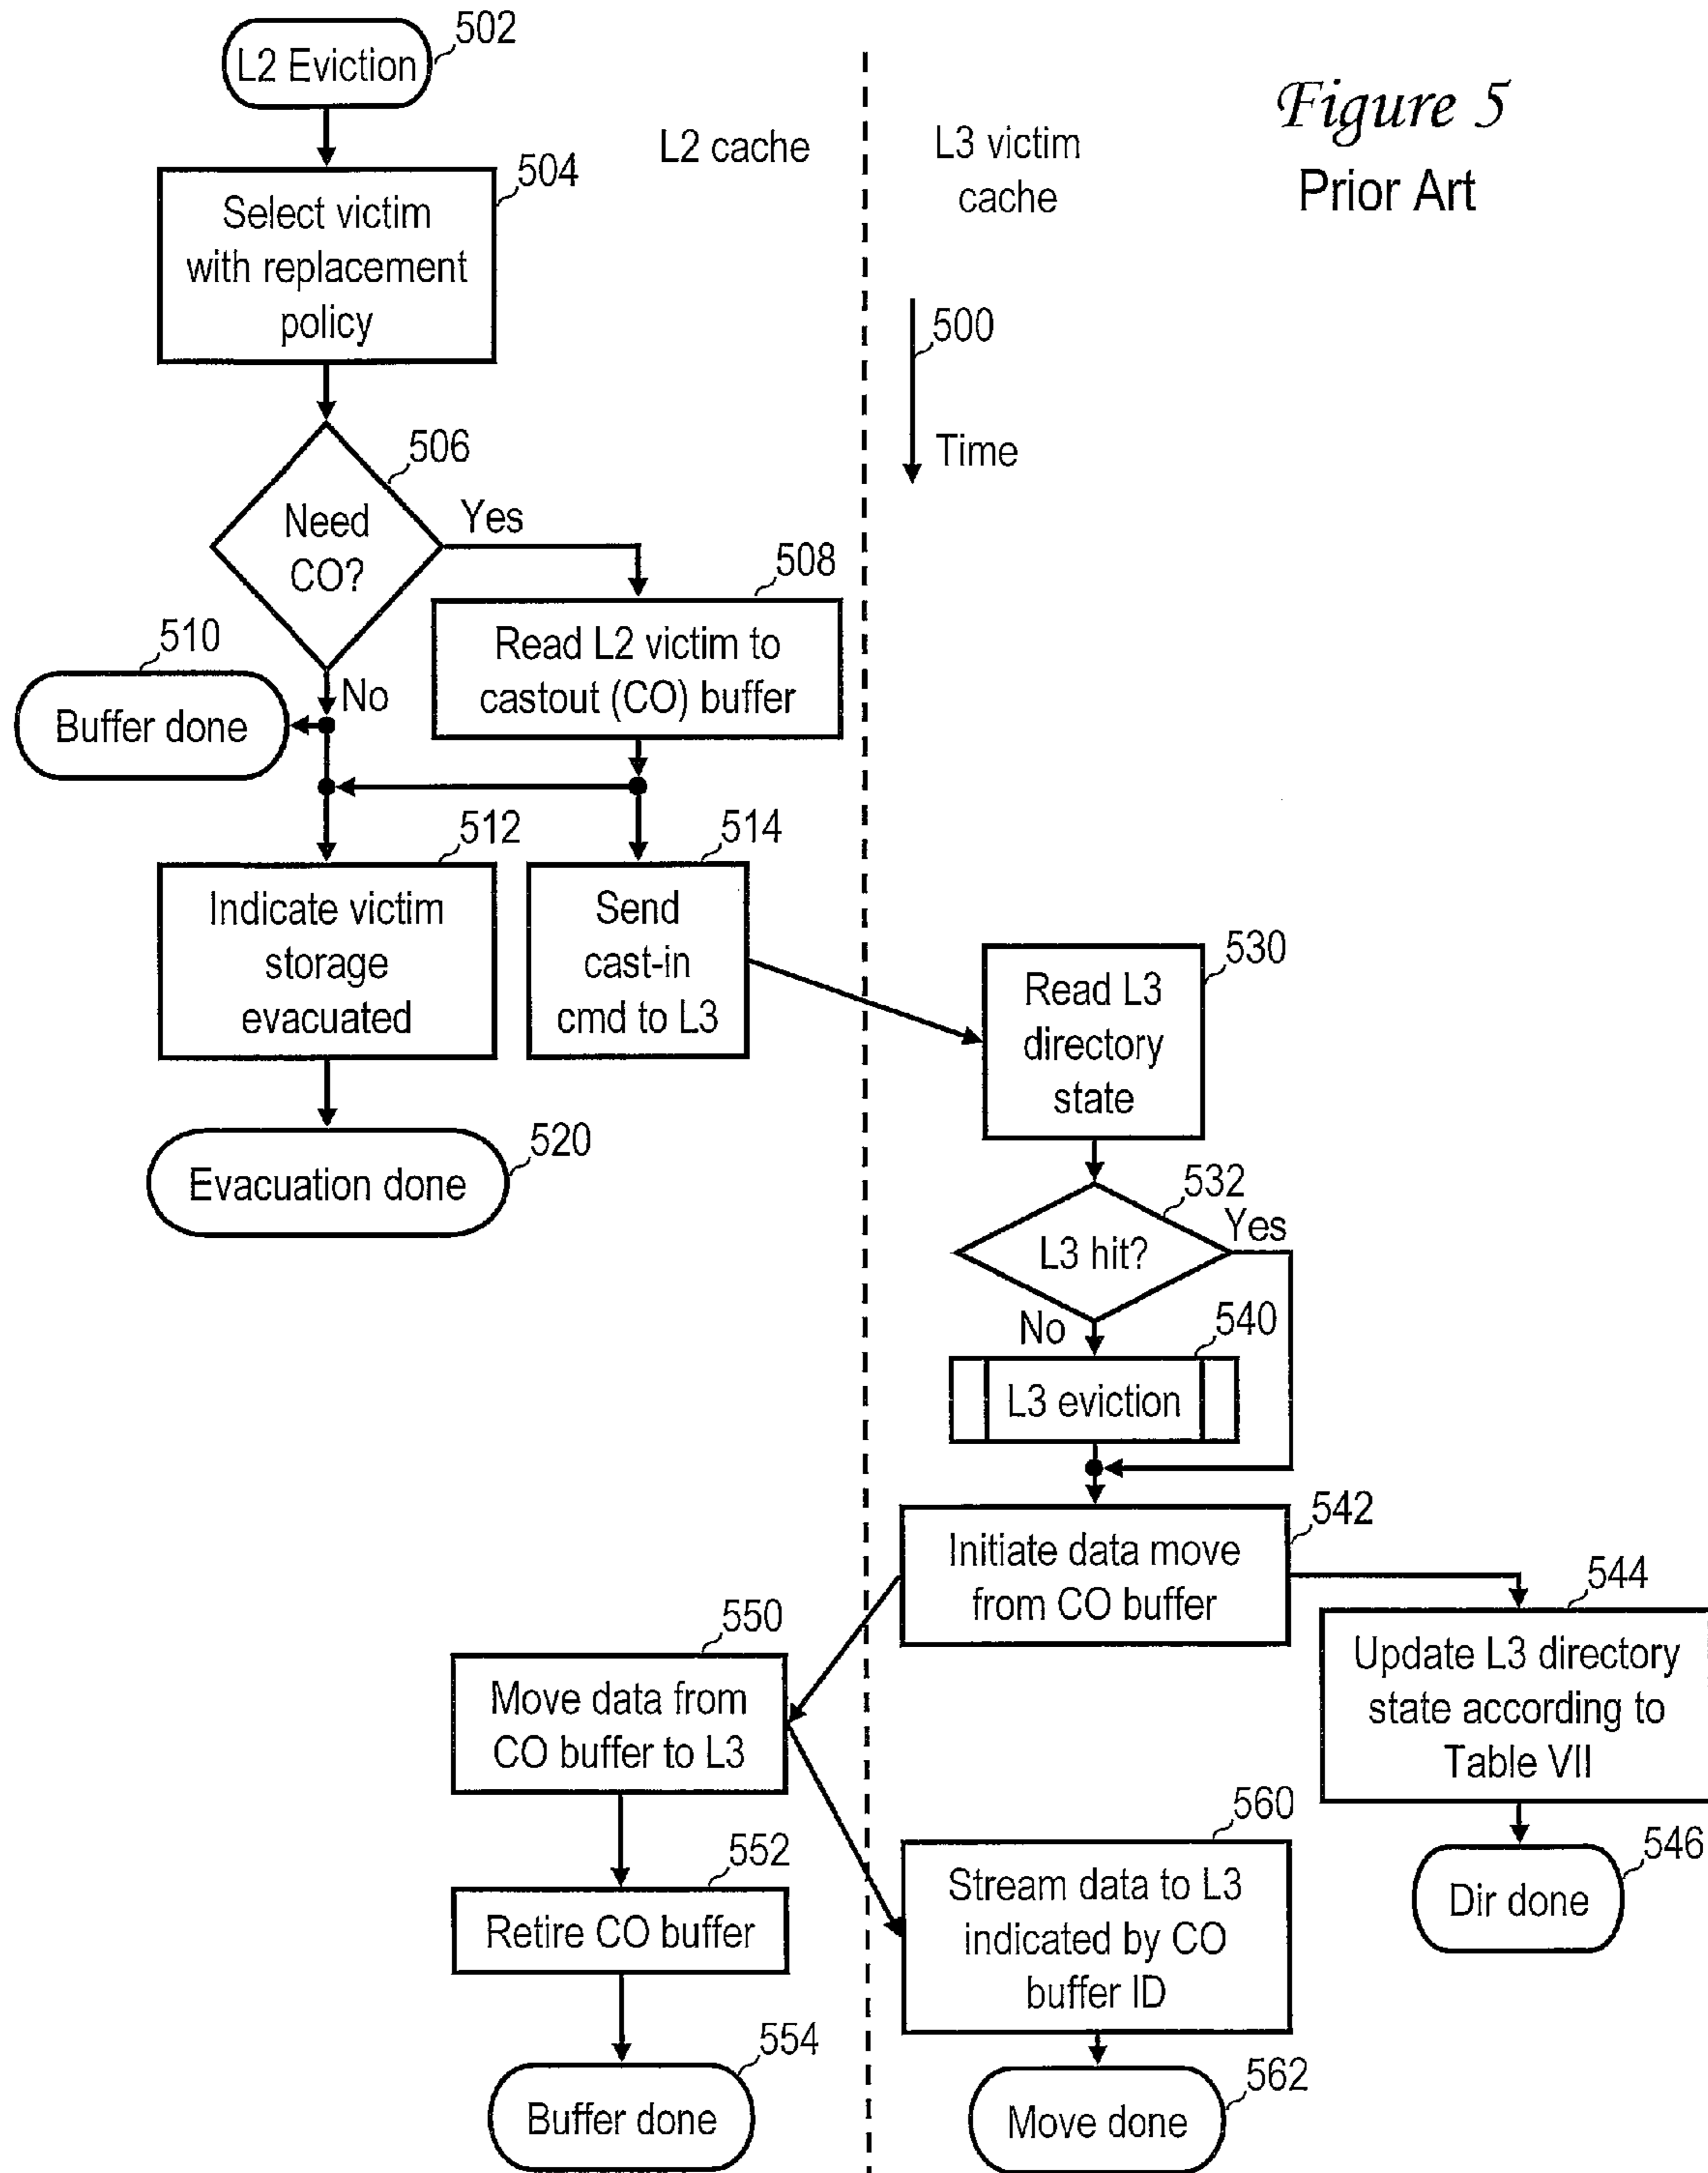 502
L2 Eviction
Figure 5
Prior Art
L2 cache
L3 victim
cache
504
Select victim
with replacement
policy
500
Time
506
Need
CO?
Yes
508
Read L2 victim to
castout (CO) buffer
510
Buffer done
No
512
Indicate victim
storage
evacuated
514
Send
cast-in
cmd to L3
520
Evacuation done
530
Read L3
directory
state
532
L3 hit?
Yes
No
540
L3 eviction
542
Initiate data move
from CO buffer
544
Update L3 directory
state according to
Table VII
546
Dir done
550
Move data from
CO buffer to L3
552
Retire CO buffer
554
Buffer done
560
Stream data to L3
indicated by CO
buffer ID
562
Move done